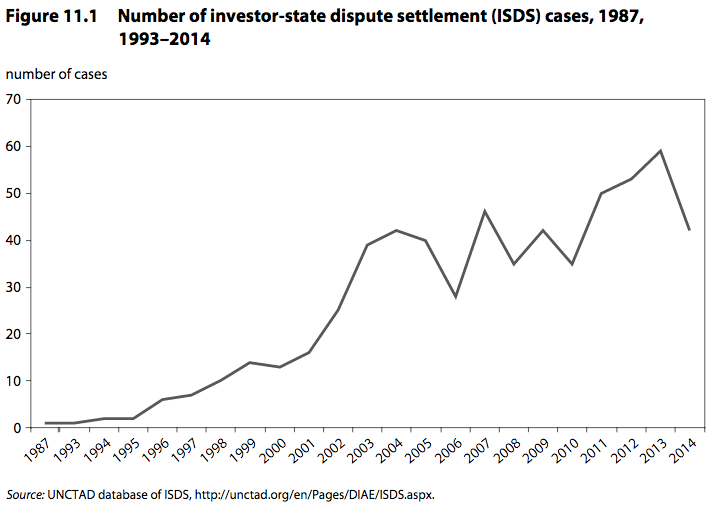 Figure 11.1 Number of investor-state dispute settlement (ISDS) cases, 1987,
1993–2014
number of cases
70
60
50
40
30
20
10
0
1987 1993 1994 1995 1996 1997 1998 1999 2000 2001 2002 2003 2004 2005 2006 2007 2008 2009 2010 2011 2012 2013 2014
Source: UNCTAD database of ISDS, http://unctad.org/en/Pages/DIAE/ISDS.aspx.